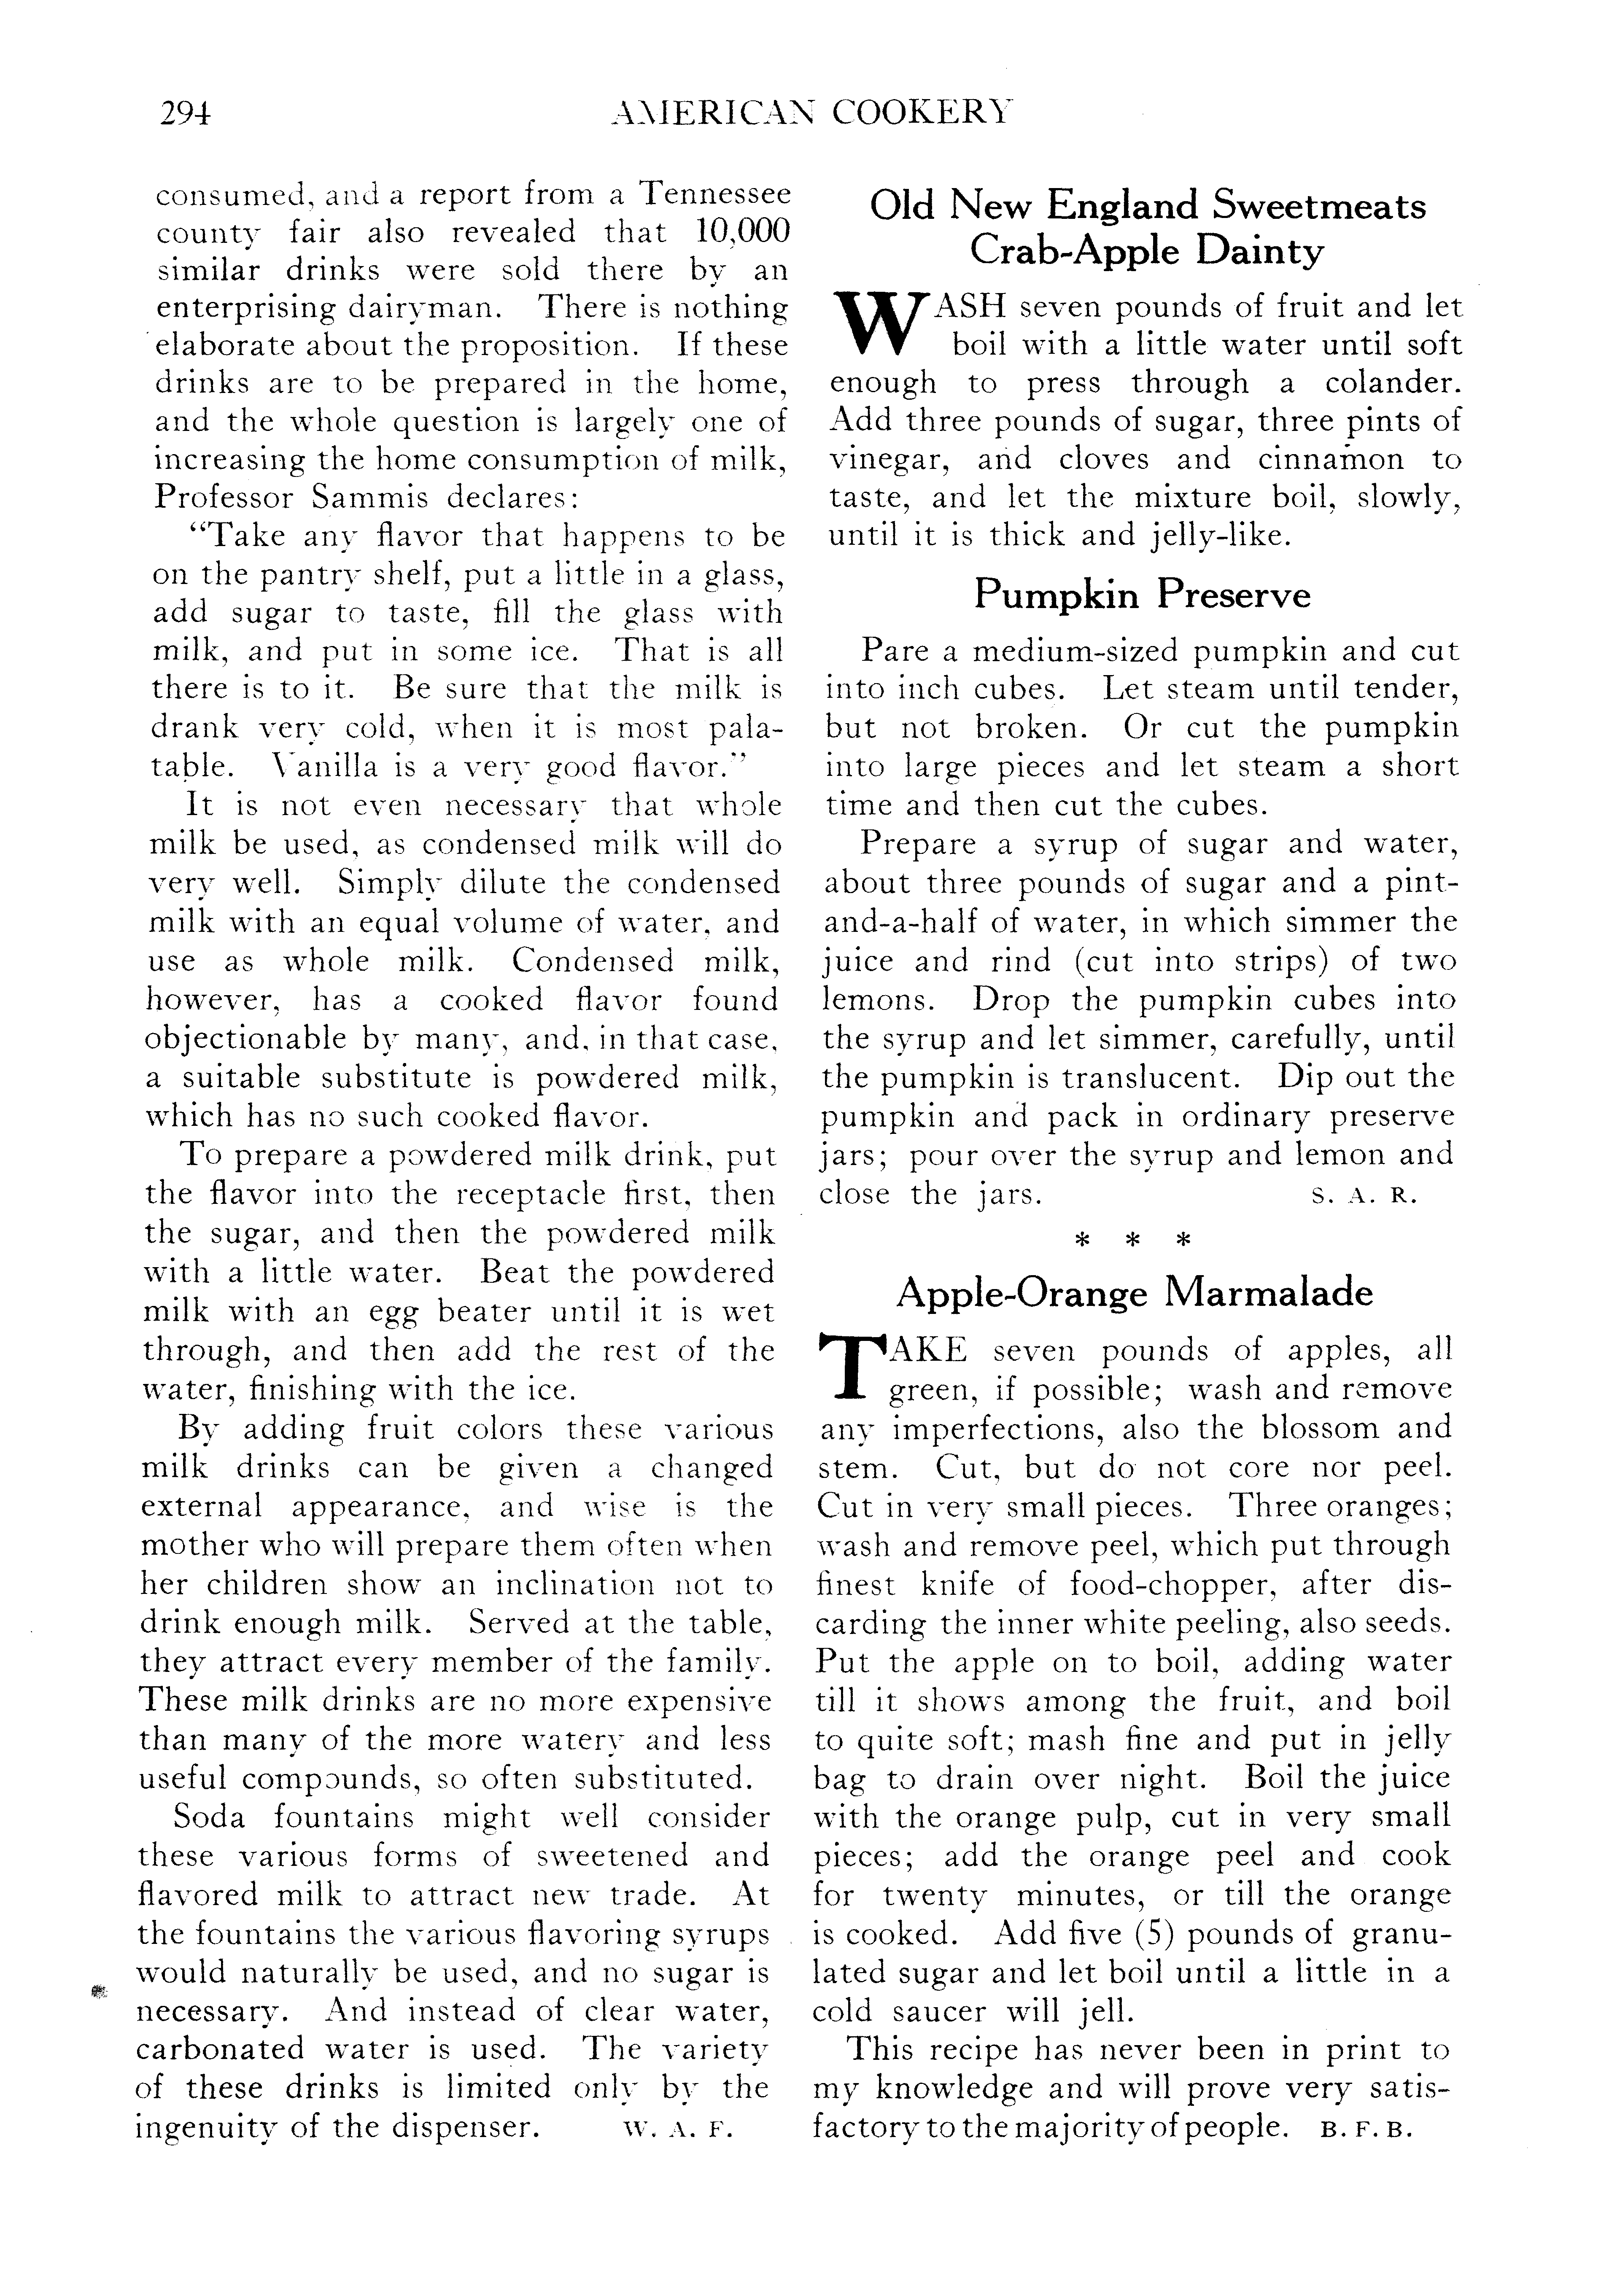 294
AMERICAN COOKERY
consumed, and a report from a Tennessee
county fair also revealed that 10,000
similar drinks were sold there by an
enterprising dairyman. There is nothing
elaborate about the proposition. If these
drinks are to be prepared in the home,
and the whole question is largely one of
increasing the home consumption of milk,
Professor Sammis declares:
"Take any flavor that happens to be
on the pantry shelf, put a little in a glass,
add sugar to taste, fill the glass with
milk, and put in some ice. That is all
there is to it. Be sure that the milk is
drank very cold, when it is most pala-
table. Vanilla is a very good flavor."
It is not even necessary that whole
milk be used, as condensed milk will do
very well. Simply dilute the condensed
milk with an equal volume of water, and
use as whole milk. Condensed milk,
however, has a cooked flavor found
objectionable by many, and, in that case,
a suitable substitute is powdered milk,
which has no such cooked flavor.
To prepare a powdered milk drink, put
the flavor into the receptacle first, then
the sugar, and then the powdered milk
with a little water. Beat the powdered
milk with an egg beater until it is wet
through, and then add the rest of the
water, finishing with the ice.
By adding fruit colors these various
milk drinks can be given a changed
external appearance, and wise is the
mother who will prepare them often when
her children show an inclination not to
drink enough milk. Served at the table,
they attract every member of the family.
These milk drinks are no more expensive
than many of the more watery and less
useful compounds, so often substituted.
Soda fountains might well consider
these various forms of sweetened and
flavored milk to attract new trade. At
the fountains the various flavoring syrups
would naturally be used, and no sugar is
necessary. And instead of clear water,
carbonated water is used. The variety
of these drinks is limited only by the
ingenuity of the dispenser. W. A. F.
Old New England Sweetmeats
Crab-Apple Dainty
WASH seven pounds of fruit and let
boil with a little water until soft
enough to press through a colander.
Add three pounds of sugar, three pints of
vinegar, and cloves and cinnamon to
taste, and let the mixture boil, slowly,
until it is thick and jelly-like.
Pumpkin Preserve
Pare a medium-sized pumpkin and cut
into inch cubes. Let steam until tender,
but not broken. Or cut the pumpkin
into large pieces and let steam a short
time and then cut the cubes.
Prepare a syrup of sugar and water,
about three pounds of sugar and a pint-
and-a-half of water, in which simmer the
juice and rind (cut into strips) of two
lemons. Drop the pumpkin cubes into
the syrup and let simmer, carefully, until
the pumpkin is translucent. Dip out the
pumpkin and pack in ordinary preserve
jars; pour over the syrup and lemon and
close the jars. S. A. R.
* * *
Apple-Orange Marmalade
TAKE seven pounds of apples, all
green, if possible; wash and remove
any imperfections, also the blossom and
stem. Cut, but do not core nor peel.
Cut in very small pieces. Three oranges;
wash and remove peel, which put through
finest knife of food-chopper, after dis-
carding the inner white peeling, also seeds.
Put the apple on to boil, adding water
till it shows among the fruit, and boil
to quite soft; mash fine and put in jelly
bag to drain over night. Boil the juice
with the orange pulp, cut in very small
pieces; add the orange peel and cook
for twenty minutes, or till the orange
is cooked. Add five (5) pounds of granu-
lated sugar and let boil until a little in a
cold saucer will jell.
This recipe has never been in print to
my knowledge and will prove very satis-
factory to the majority of people. B. F. B.